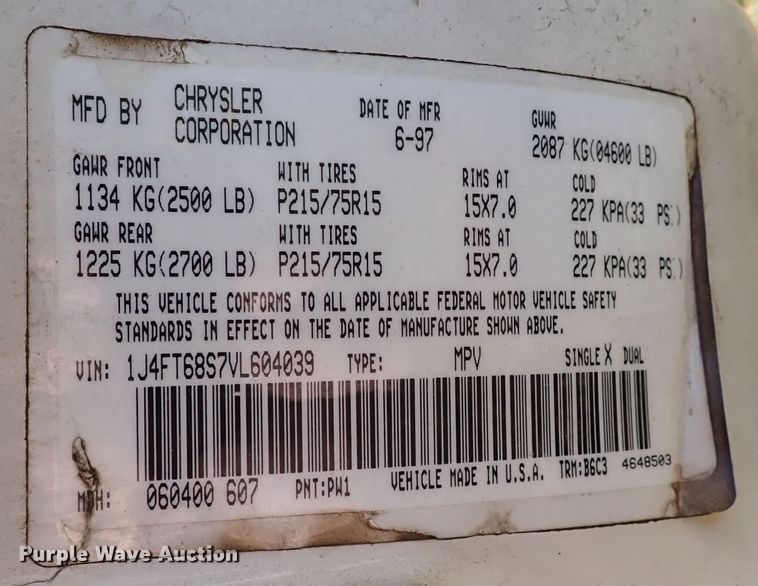 MFD BY CHRYSLER CORPORATION DATE OF MFR 6-97 GVWR 2087 KG(04600 LB)
GAWR FRONT WITH TIRES RIMS AT COLD
1134 KG(2500 LB) P215/75R15 15X7.0 227 KPA(33 PSI)
GAWR REAR WITH TIRES RIMS AT COLD
1225 KG(2700 LB) P215/75R15 15X7.0 227 KPA(33 PSI)
THIS VEHICLE CONFORMS TO ALL APPLICABLE FEDERAL MOTOR VEHICLE SAFETY
STANDARDS IN EFFECT ON THE DATE OF MANUFACTURE SHOWN ABOVE.
VIN: 1J4FT68S7VL604039 TYPE: MPV SINGLE X DUAL
MDH: 060400 607 PNT:PW1 VEHICLE MADE IN U.S.A. TRM:B6C3 4648503
Purple Wave Auction